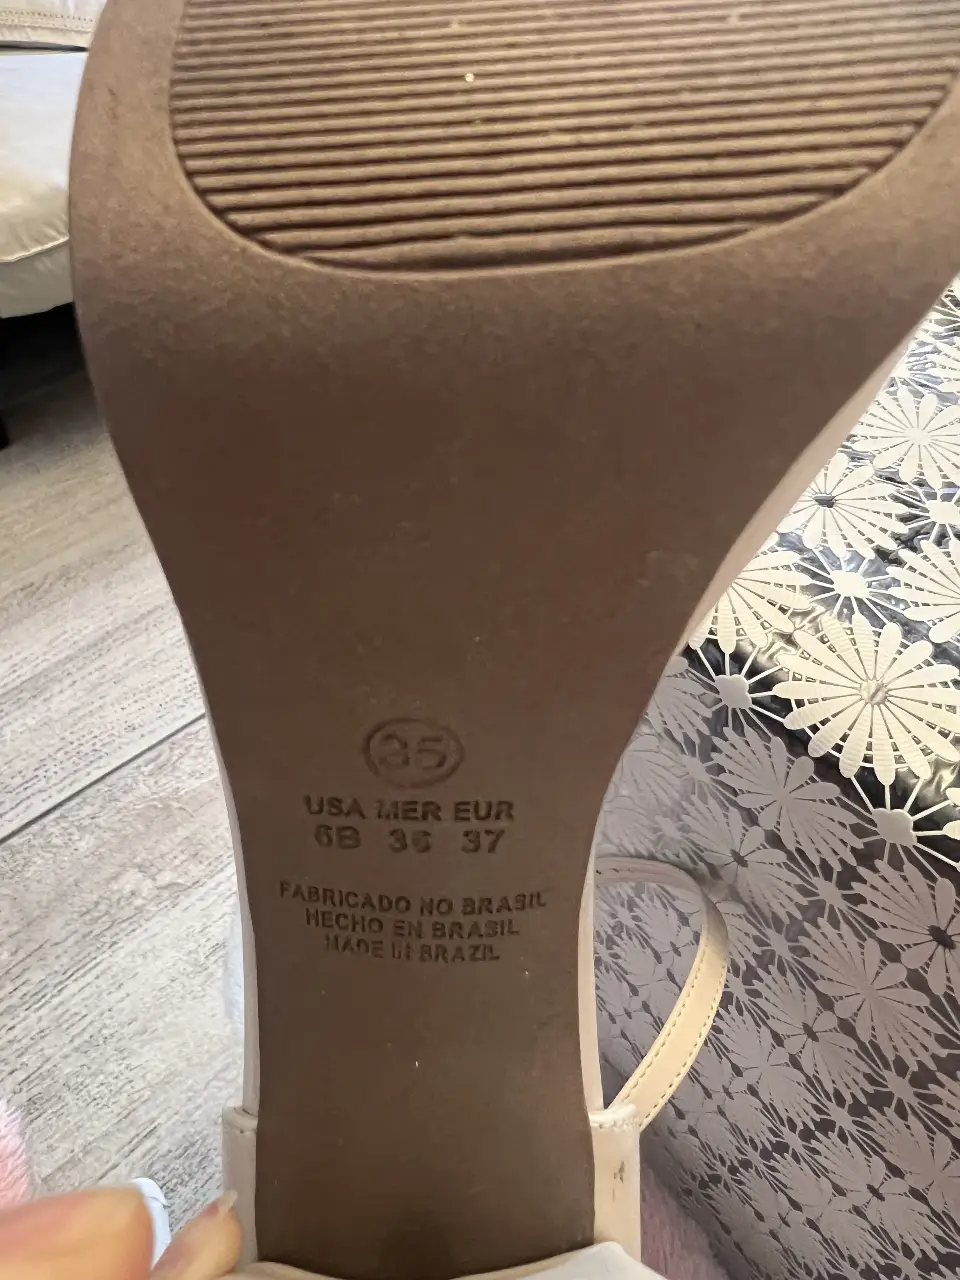 35
USA MER EUR
6B 36 37
FABRICADO NO BRASIL
HECHO EN BRASIL
MADE IN BRAZIL